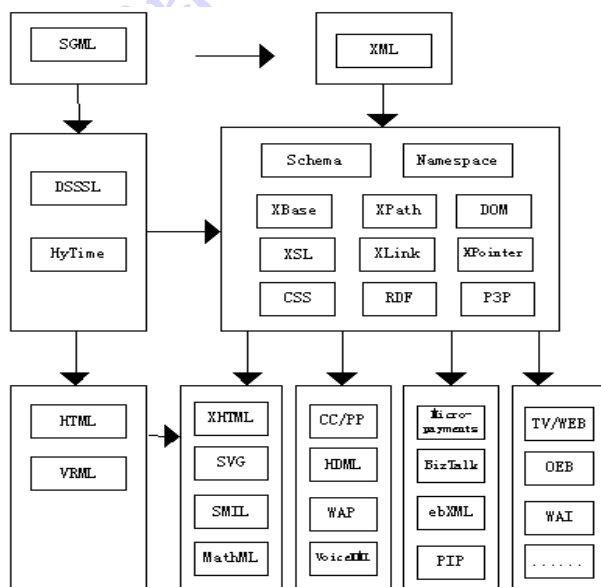 SGML
XML
Schema
Namespace
DSSSL
XBase
XPath
DOM
HyTime
XSL
XLink
XPointer
CSS
RDF
P3P
HTML
XHTML
CC/PP
Micro-
payments
TV/WEB
VRML
SVG
HDML
BizTalk
OEB
SMIL
WAP
ebXML
WAI
MathML
VoiceXML
PIP
......